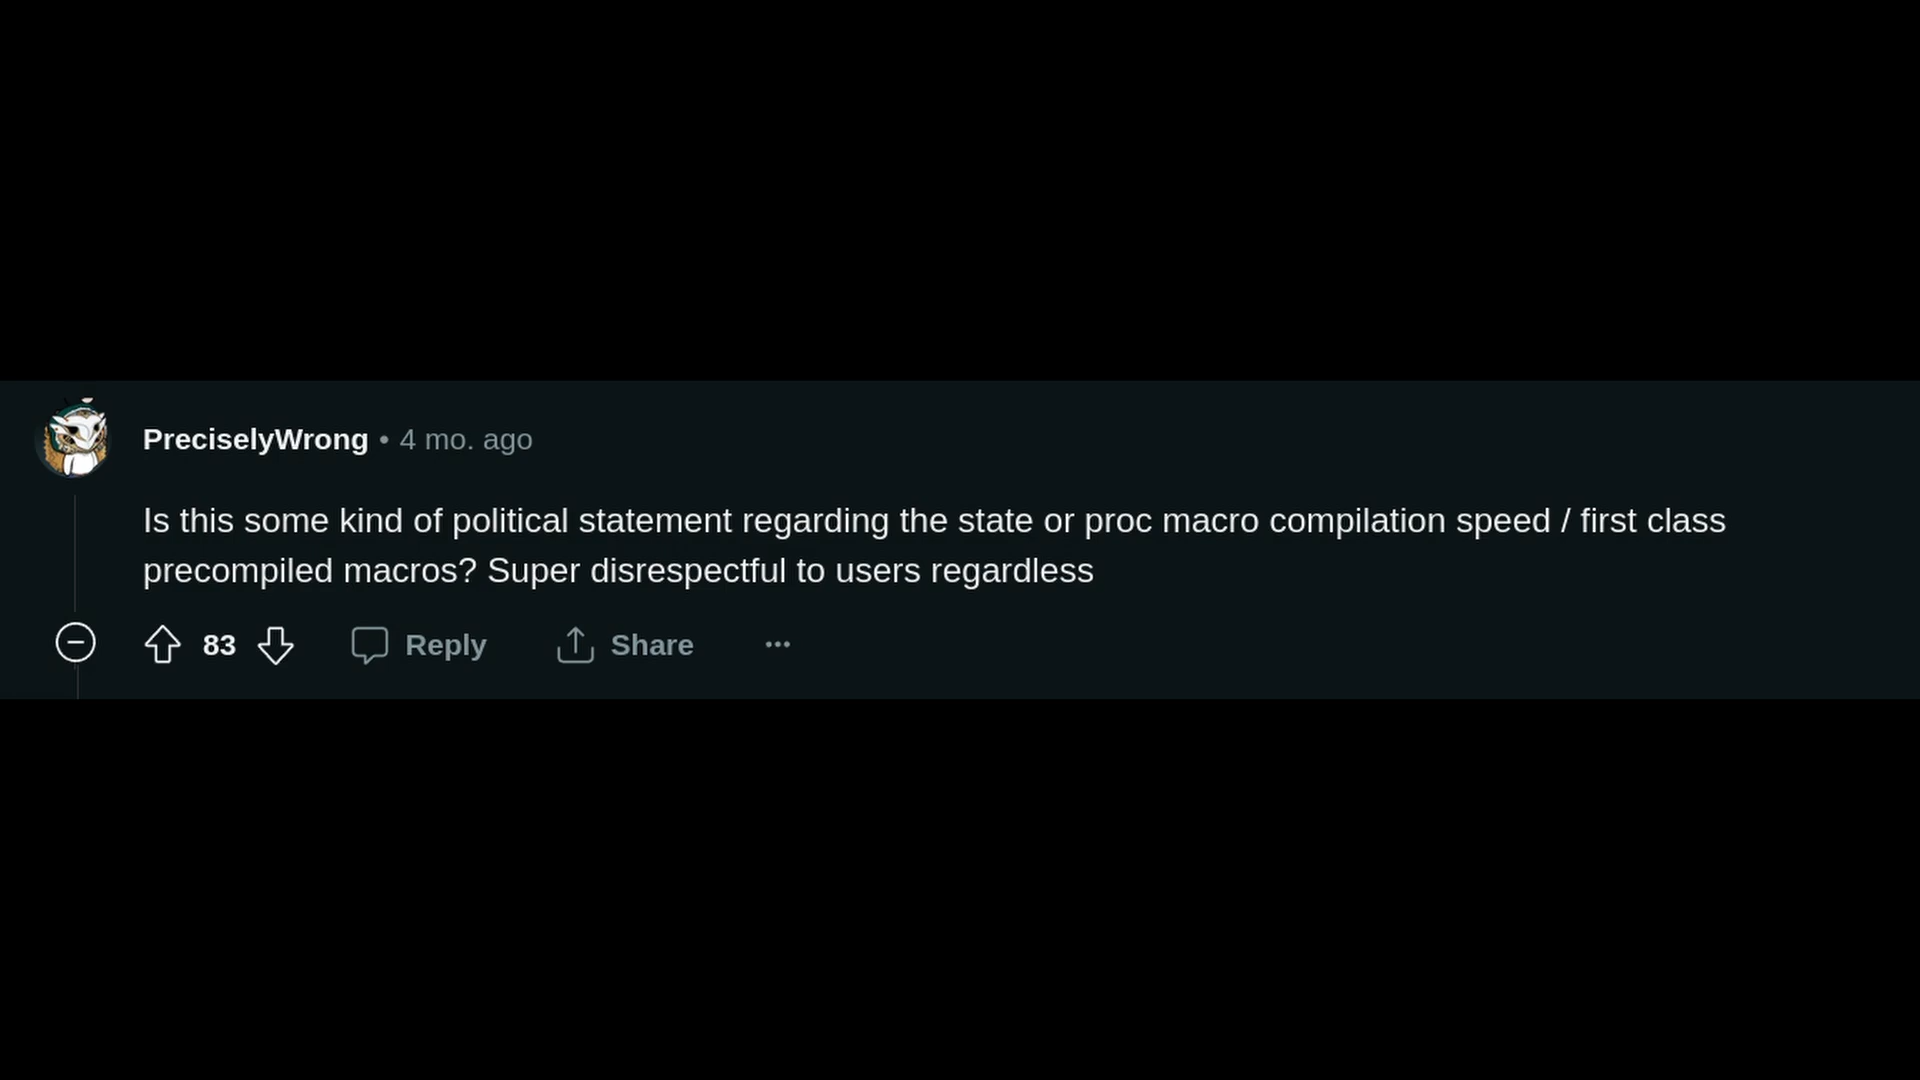 PreciselyWrong • 4 mo. ago
Is this some kind of political statement regarding the state or proc macro compilation speed / first class
precompiled macros? Super disrespectful to users regardless
83 Reply Share ...